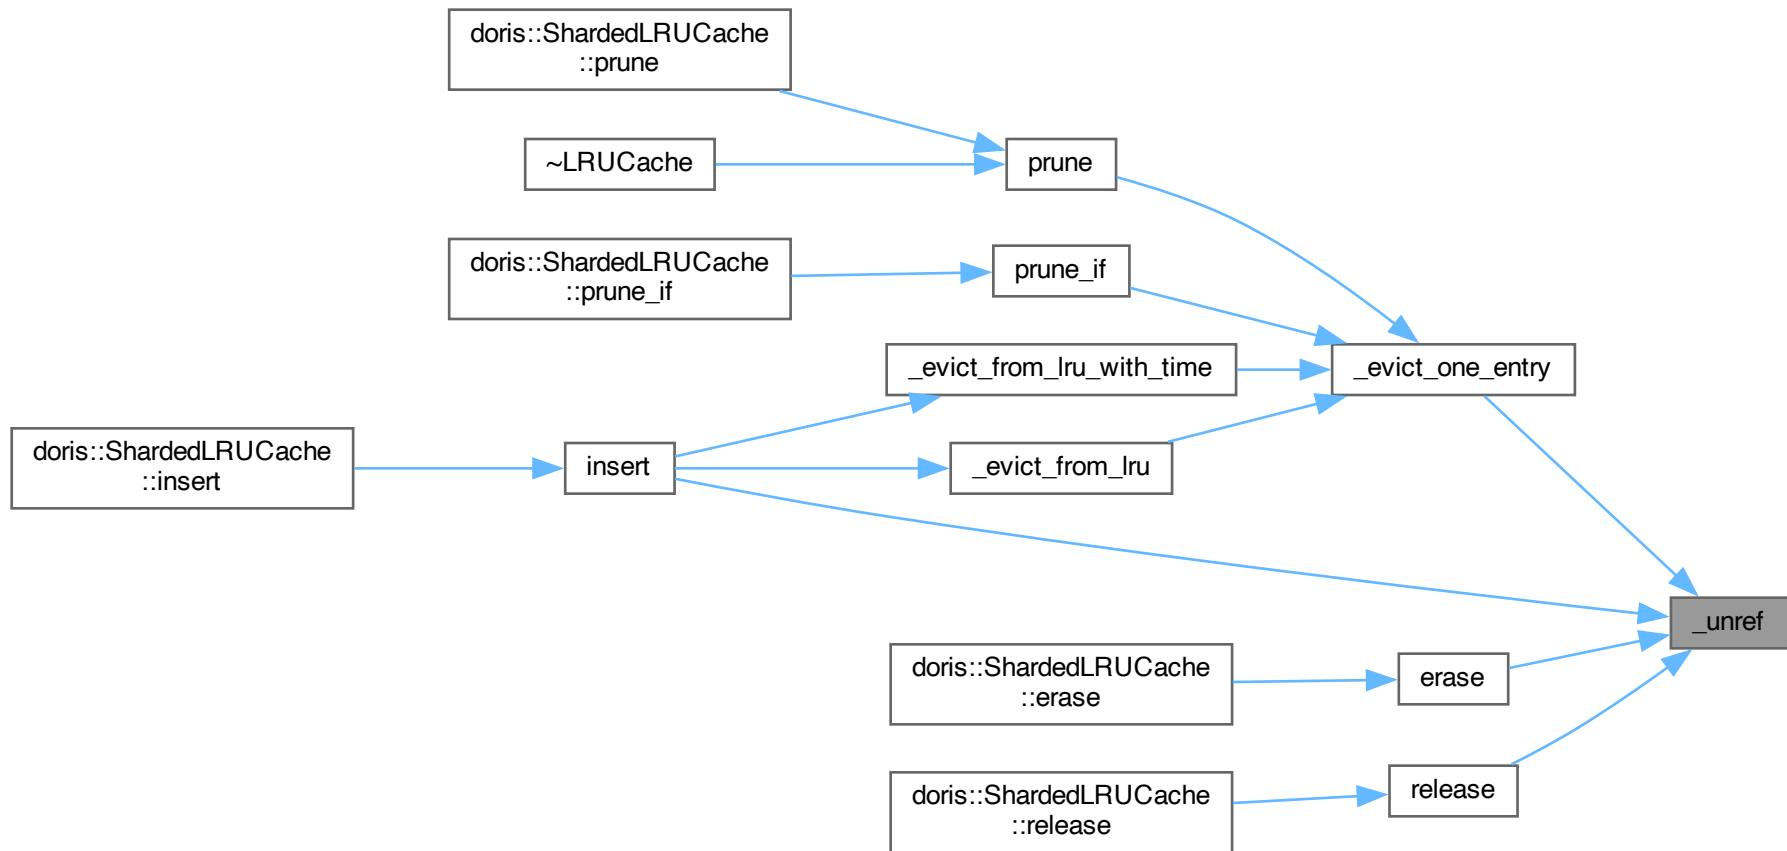 doris::ShardedLRUCache
::prune
~LRUCache
prune
doris::ShardedLRUCache
::prune_if
prune_if
_evict_from_lru_with_time
_evict_one_entry
doris::ShardedLRUCache
::insert
insert
_evict_from_lru
_unref
doris::ShardedLRUCache
::erase
erase
doris::ShardedLRUCache
::release
release